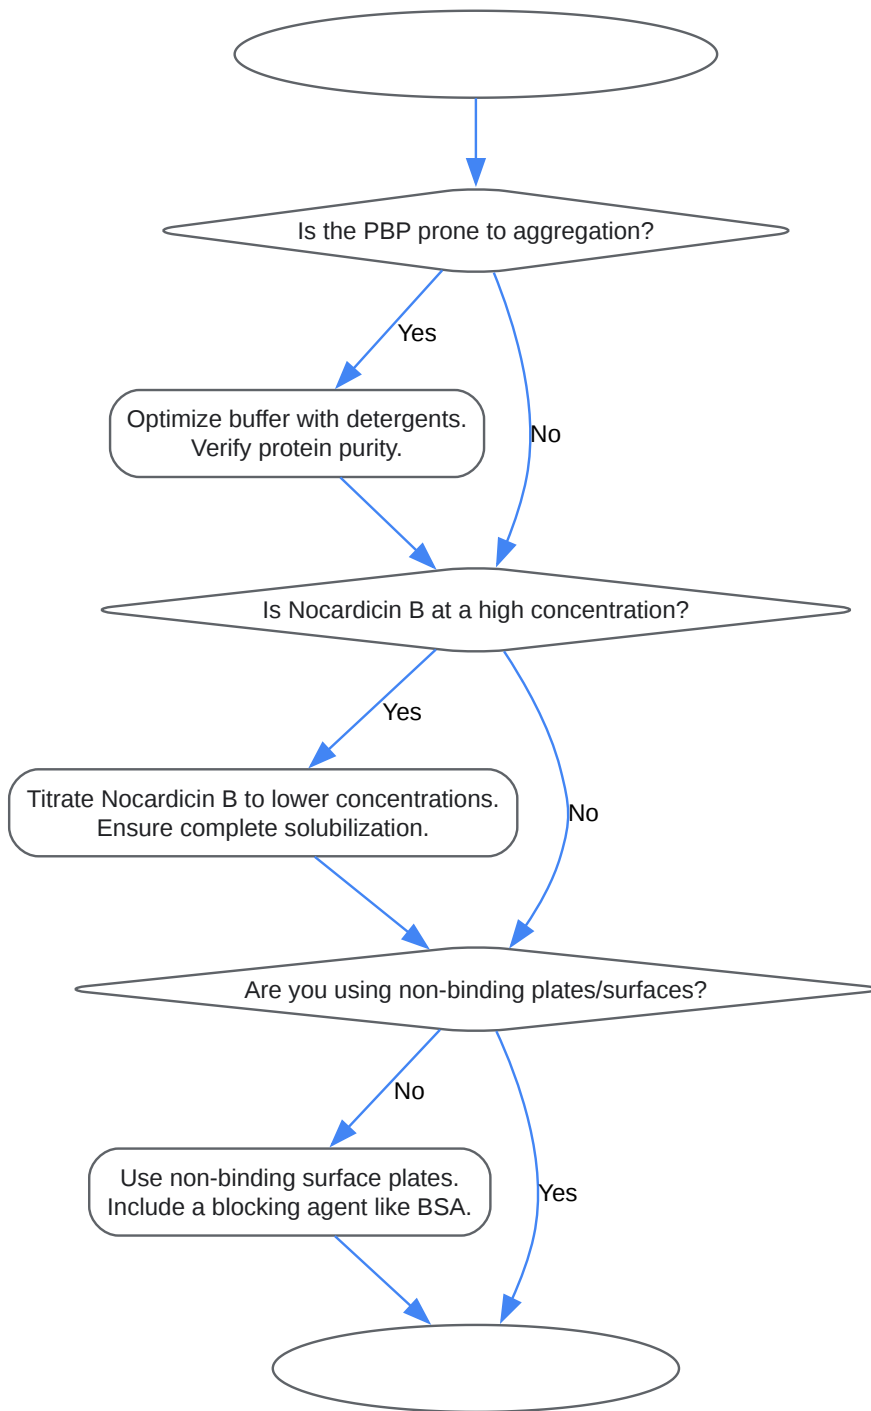 Is the PBP prone to aggregation?
Yes
Optimize buffer with detergents.
Verify protein purity.
No
Is Nocardicin B at a high concentration?
Yes
Titrate Nocardicin B to lower concentrations.
Ensure complete solubilization.
No
Are you using non-binding plates/surfaces?
No
Use non-binding surface plates.
Include a blocking agent like BSA.
Yes